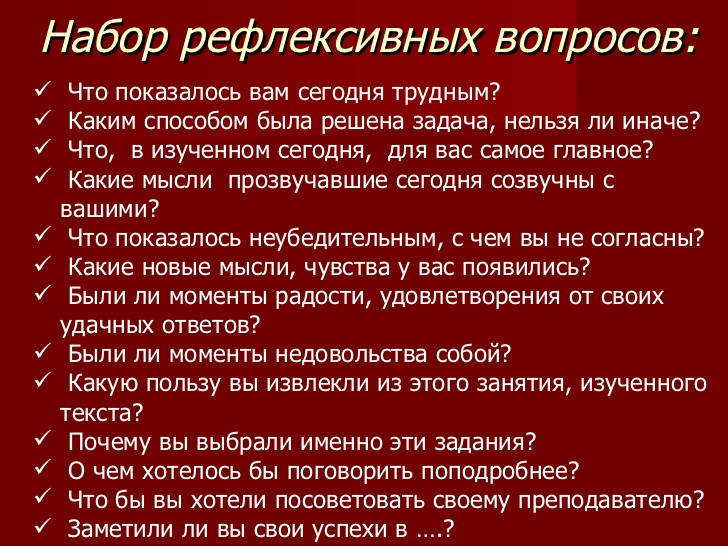 Набор рефлексивных вопросов:
✓ Что показалось вам сегодня трудным?
✓ Каким способом была решена задача, нельзя ли иначе?
✓ Что, в изученном сегодня, для вас самое главное?
✓ Какие мысли прозвучавшие сегодня созвучны с
вашими?
✓ Что показалось неубедительным, с чем вы не согласны?
✓ Какие новые мысли, чувства у вас появились?
✓ Были ли моменты радости, удовлетворения от своих
удачных ответов?
✓ Были ли моменты недовольства собой?
✓ Какую пользу вы извлекли из этого занятия, изученного
текста?
✓ Почему вы выбрали именно эти задания?
✓ О чем хотелось бы поговорить поподробнее?
✓ Что бы вы хотели посоветовать своему преподавателю?
✓ Заметили ли вы свои успехи в ….?